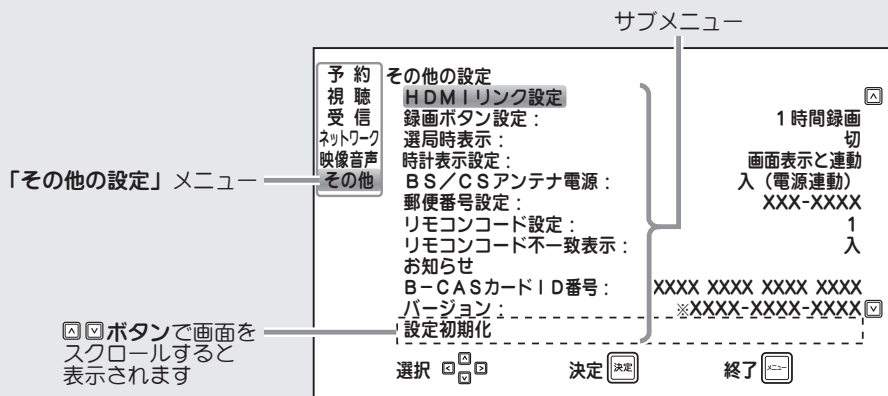 サブメニュー
予 約
視 聴
受 信
ネットワーク
映像音声
その他
その他の設定
HDMIリンク設定
録画ボタン設定： 1時間録画
選局時表示： 切
時計表示設定： 画面表示と連動
BS／CSアンテナ電源： 入（電源連動）
郵便番号設定： XXX-XXXX
リモコンコード設定： 1
リモコンコード不一致表示： 入
お知らせ
B－CASカードID番号： XXXX XXXX XXXX XXXX
バージョン： ※XXXX-XXXX-XXXX
設定初期化
選択 決定 決定 終了 メニュー
「その他の設定」メニュー
ボタンで画面を
スクロールすると
表示されます